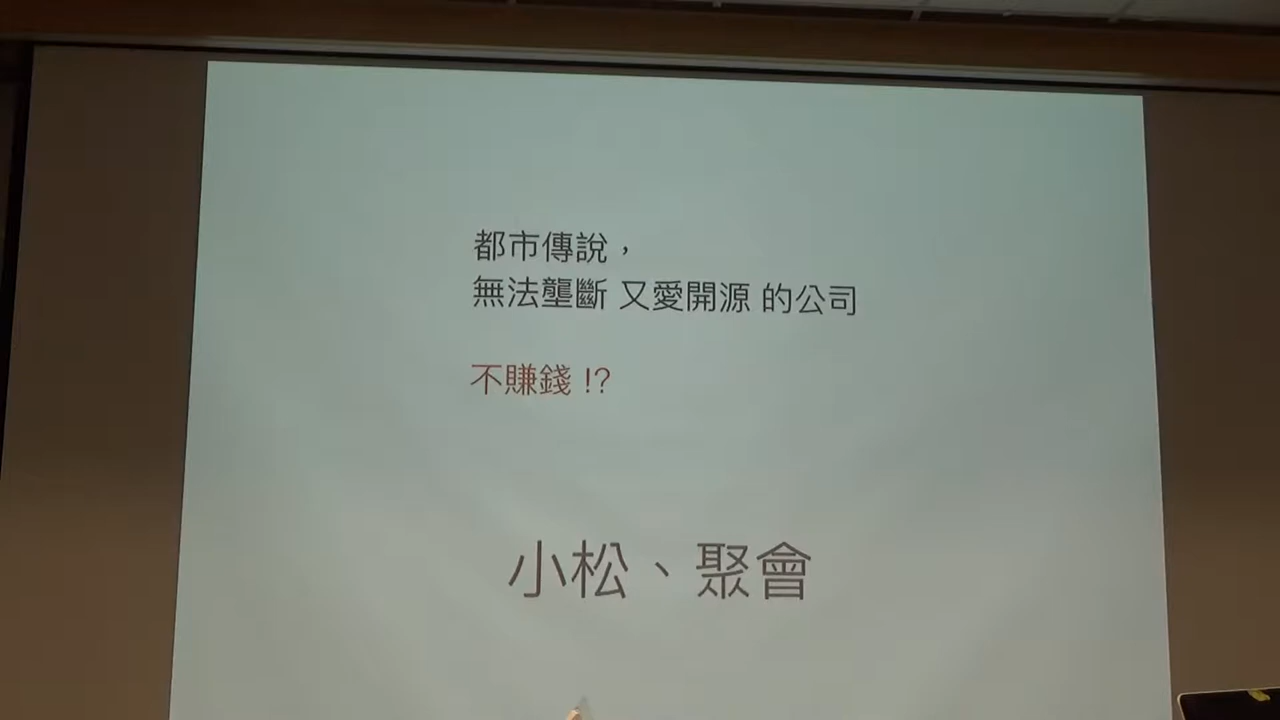 都市傳說，
無法壟斷 又愛開源 的公司
不賺錢 !?
小松、聚會